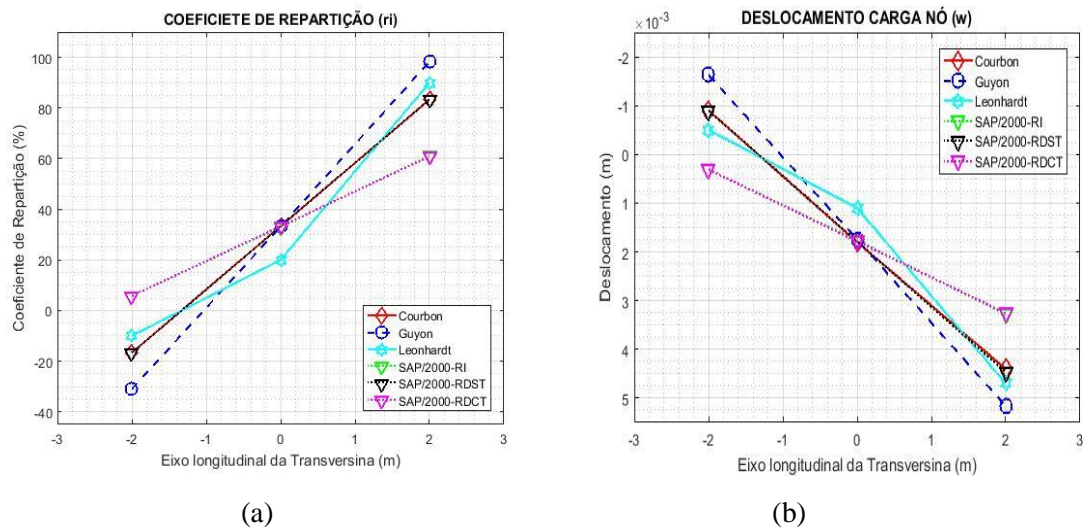 COEFICIETE DE REPARTIÇÃO (ri)
Coeficiente de Repartição (%)
100
80
60
40
20
0
-20
-40
-3
-2
-1
0
1
2
3
Eixo longitudinal da Transversina (m)
Courbon
Guyon
Leonhardt
SAP/2000-RI
SAP/2000-RDST
SAP/2000-RDCT
(a)
DESLOCAMENTO CARGA NÓ (w)
×10⁻³
Deslocamento (m)
-2
-1
0
1
2
3
4
5
-3
-2
-1
0
1
2
3
Eixo longitudinal da Transversina (m)
Courbon
Guyon
Leonhardt
SAP/2000-RI
SAP/2000-RDST
SAP/2000-RDCT
(b)